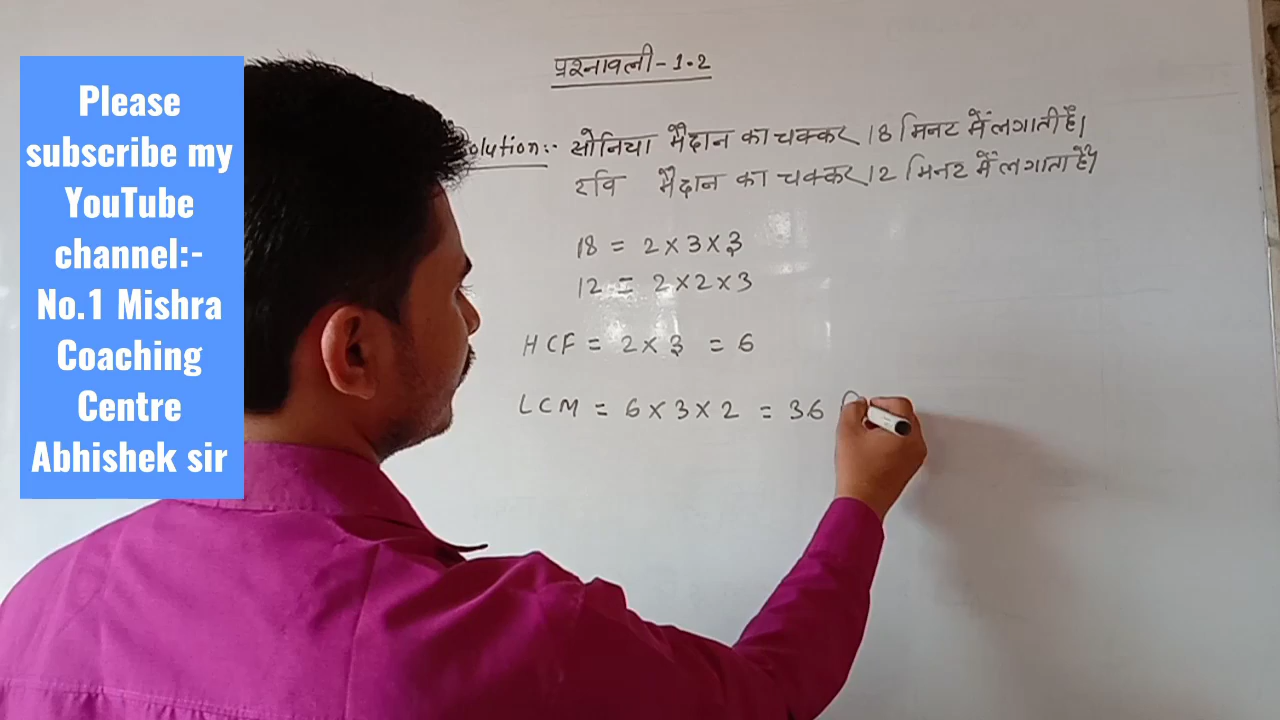 Please
subscribe my
YouTube
channel:-
No.1 Mishra
Coaching
Centre
Abhishek sir
प्रश्नावली - 1.2
olution:- सोनिया मैदान का चक्कर 18 मिनट में लगाती है।
रवि मैदान का चक्कर 12 मिनट में लगाता है।
18 = 2 × 3 × 3
12 = 2 × 2 × 3
HCF = 2 × 3 = 6
LCM = 6 × 3 × 2 = 36